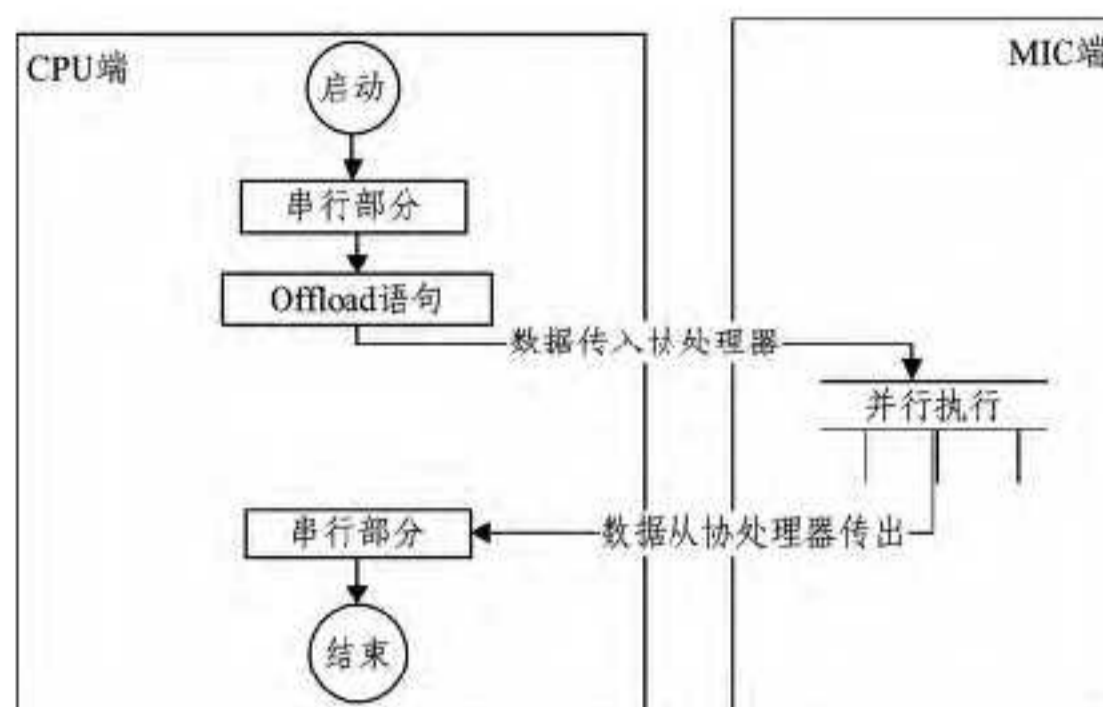 CPU端
MIC端
启动
串行部分
Offload语句
数据传入协处理器
并行执行
串行部分
数据从协处理器传出
结束